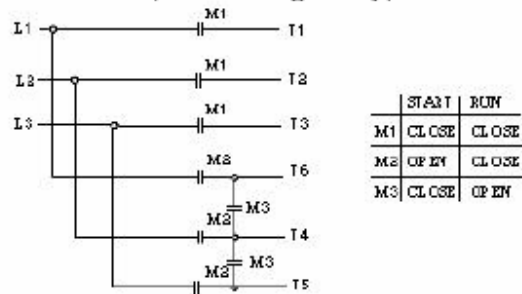 M1
L1 T1
M1
L2 T2
M1
L3 T3
M2 T6
M3
M2 T4
M3
M2 T5
START RUN
M1 CLOSE CLOSE
M2 OPEN CLOSE
M3 CLOSE OPEN